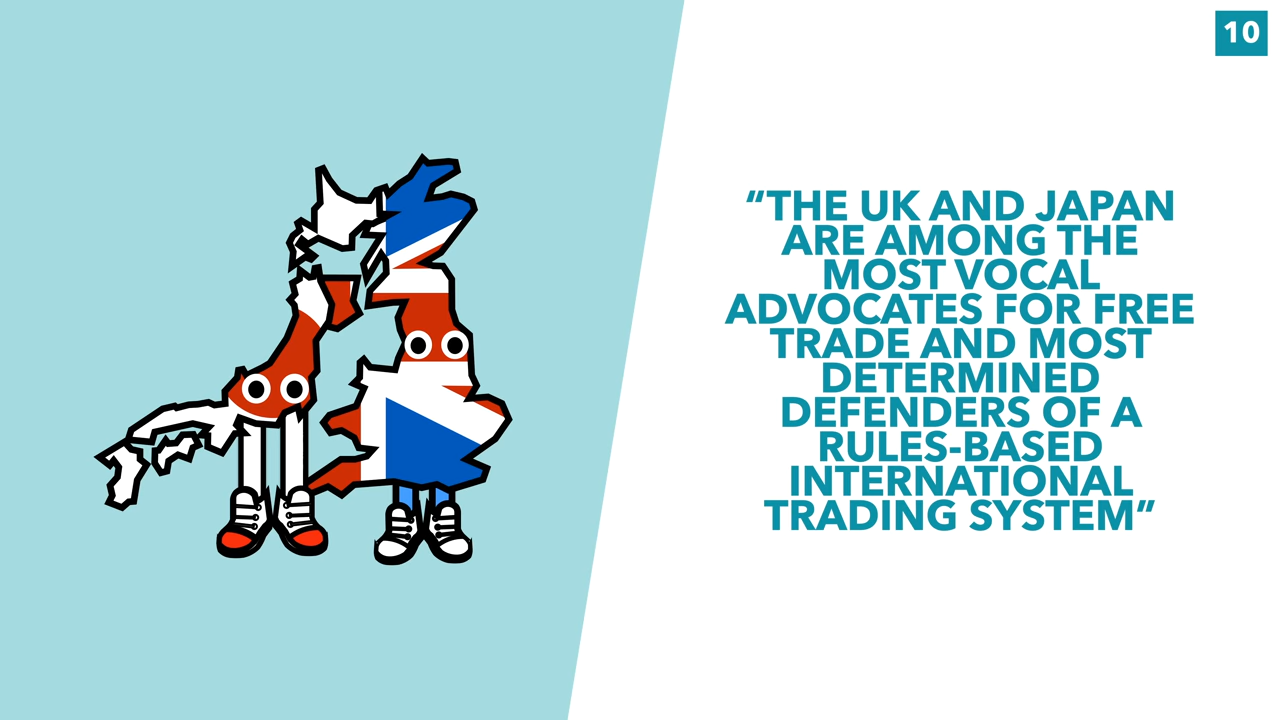 10
“THE UK AND JAPAN
ARE AMONG THE
MOST VOCAL
ADVOCATES FOR FREE
TRADE AND MOST
DETERMINED
DEFENDERS OF A
RULES-BASED
INTERNATIONAL
TRADING SYSTEM”